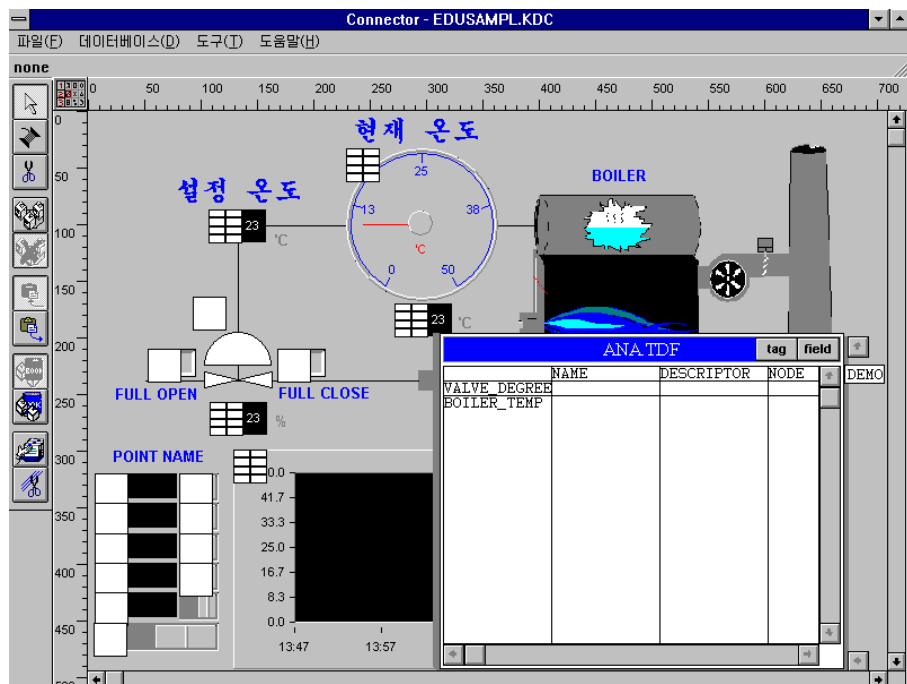 Connector - EDUSAMPL.KDC
파일(F) 데이터베이스(D) 도구(T) 도움말(H)
none
0 50 100 150 200 250 300 350 400 450 500 550 600 650 700
0
50
100
150
200
250
300
350
400
450
500
현재 온도
25
13 38
°C
0 50
설정 온도
23 °C
BOILER
23 °C
FULL OPEN FULL CLOSE
23 %
POINT NAME
0.0
41.7
33.3
25.0
16.7
8.3
0.0
13:47 13:57
ANA.TDF tag field
NAME DESCRIPTOR NODE
VALVE_DEGREE
BOILER_TEMP
DEMO